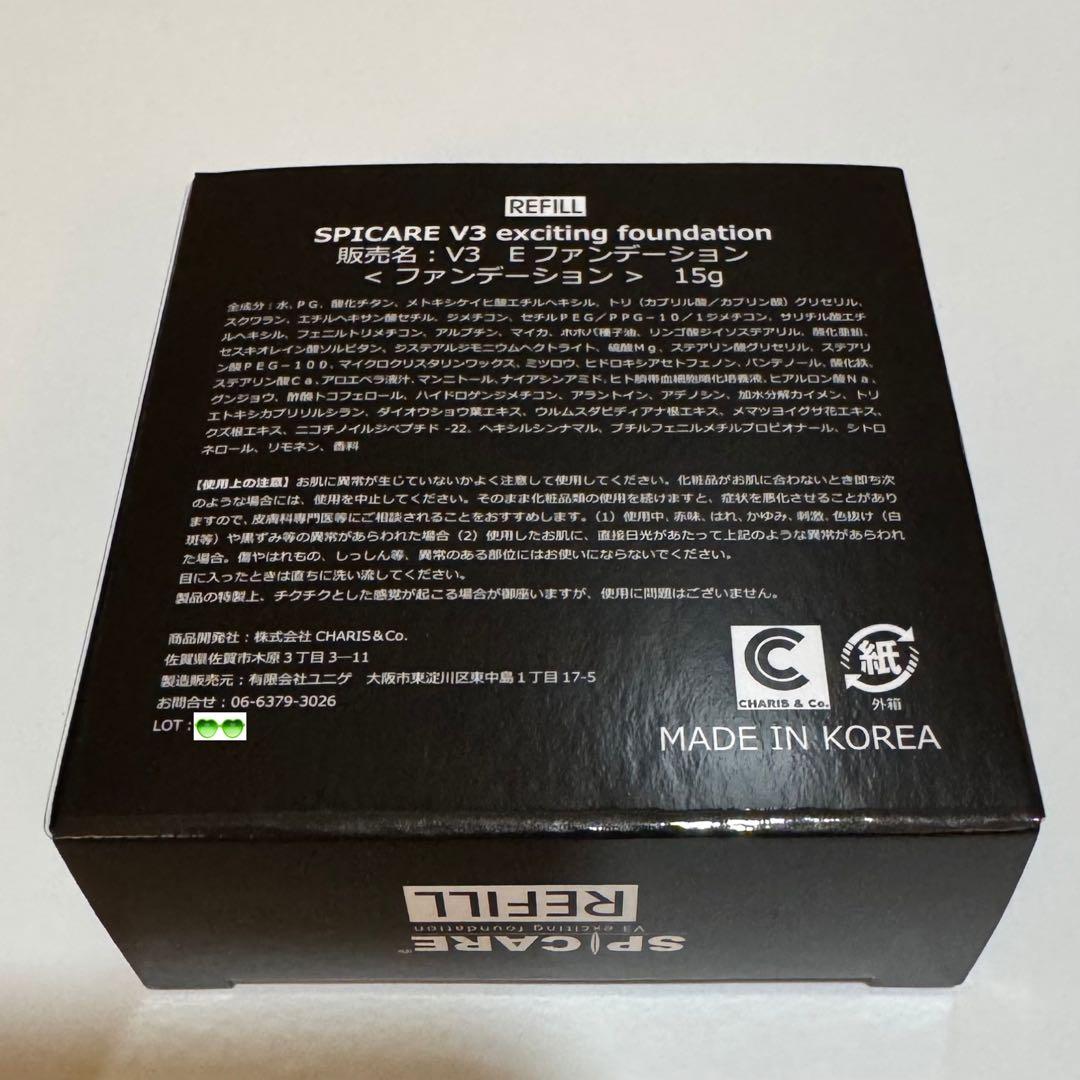 REFILL
SPICARE V3 exciting foundation
販売名：V3　E ファンデーション
＜ファンデーション＞　15g
全成分：水、PG、酸化チタン、メトキシケイヒ酸エチルヘキシル、トリ（カプリル酸／カプリン酸）グリセリル、
スクワラン、エチルヘキサン酸セチル、ジメチコン、セチルPEG／PPG-10／1ジメチコン、サリチル酸エチ
ルヘキシル、フェニルトリメチコン、アルブチン、マイカ、ホホバ種子油、リンゴ酸ジイソステアリル、酸化亜鉛、
セスキオレイン酸ソルビタン、ジステアルジモニウムヘクトライト、硫酸Mg、ステアリン酸グリセリル、ステアリ
ン酸PEG-100、マイクロクリスタリンワックス、ミツロウ、ヒドロキシアセトフェノン、パンテノール、酸化鉄、
ステアリン酸Ca、アロエベラ液汁、マンニトール、ナイアシンアミド、ヒト臍帯血細胞順化培養液、ヒアルロン酸Na、
グンジョウ、酢酸トコフェロール、ハイドロゲンジメチコン、アラントイン、アデノシン、加水分解カイメン、トリ
エトキシカプリリルシラン、ダイオウショウ葉エキス、ウルムスダビディアナ根エキス、メマツヨイグサ花エキス、
クズ根エキス、ニコチノイルジペプチド -22、ヘキシルシンナマル、ブチルフェニルメチルプロピオナール、シトロ
ネロール、リモネン、香料
【使用上の注意】お肌に異常が生じていないかよく注意して使用してください。化粧品がお肌に合わないとき即ち次
のような場合には、使用を中止してください。そのまま化粧品類の使用を続けますと、症状を悪化させることがあり
ますので、皮膚科専門医等にご相談されることをおすすめします。（1）使用中、赤味、はれ、かゆみ、刺激、色抜け（白
斑等）や黒ずみ等の異常があらわれた場合（2）使用したお肌に、直接日光があたって上記のような異常があらわれ
た場合。傷やはれもの、しっしん等、異常のある部位にはお使いにならないでください。
目に入ったときは直ちに洗い流してください。
製品の特製上、チクチクとした感覚が起こる場合が御座いますが、使用に問題はございません。
商品開発社：株式会社 CHARIS＆Co.
佐賀県佐賀市木原３丁目 3―11
製造販売元；有限会社ユニゲ　大阪市東淀川区東中島１丁目 17-5
お問合せ：06-6379-3026
LOT：
CHARIS & Co.
紙
外箱
MADE IN KOREA
REFILL
V3 exciting foundation
SPICARE